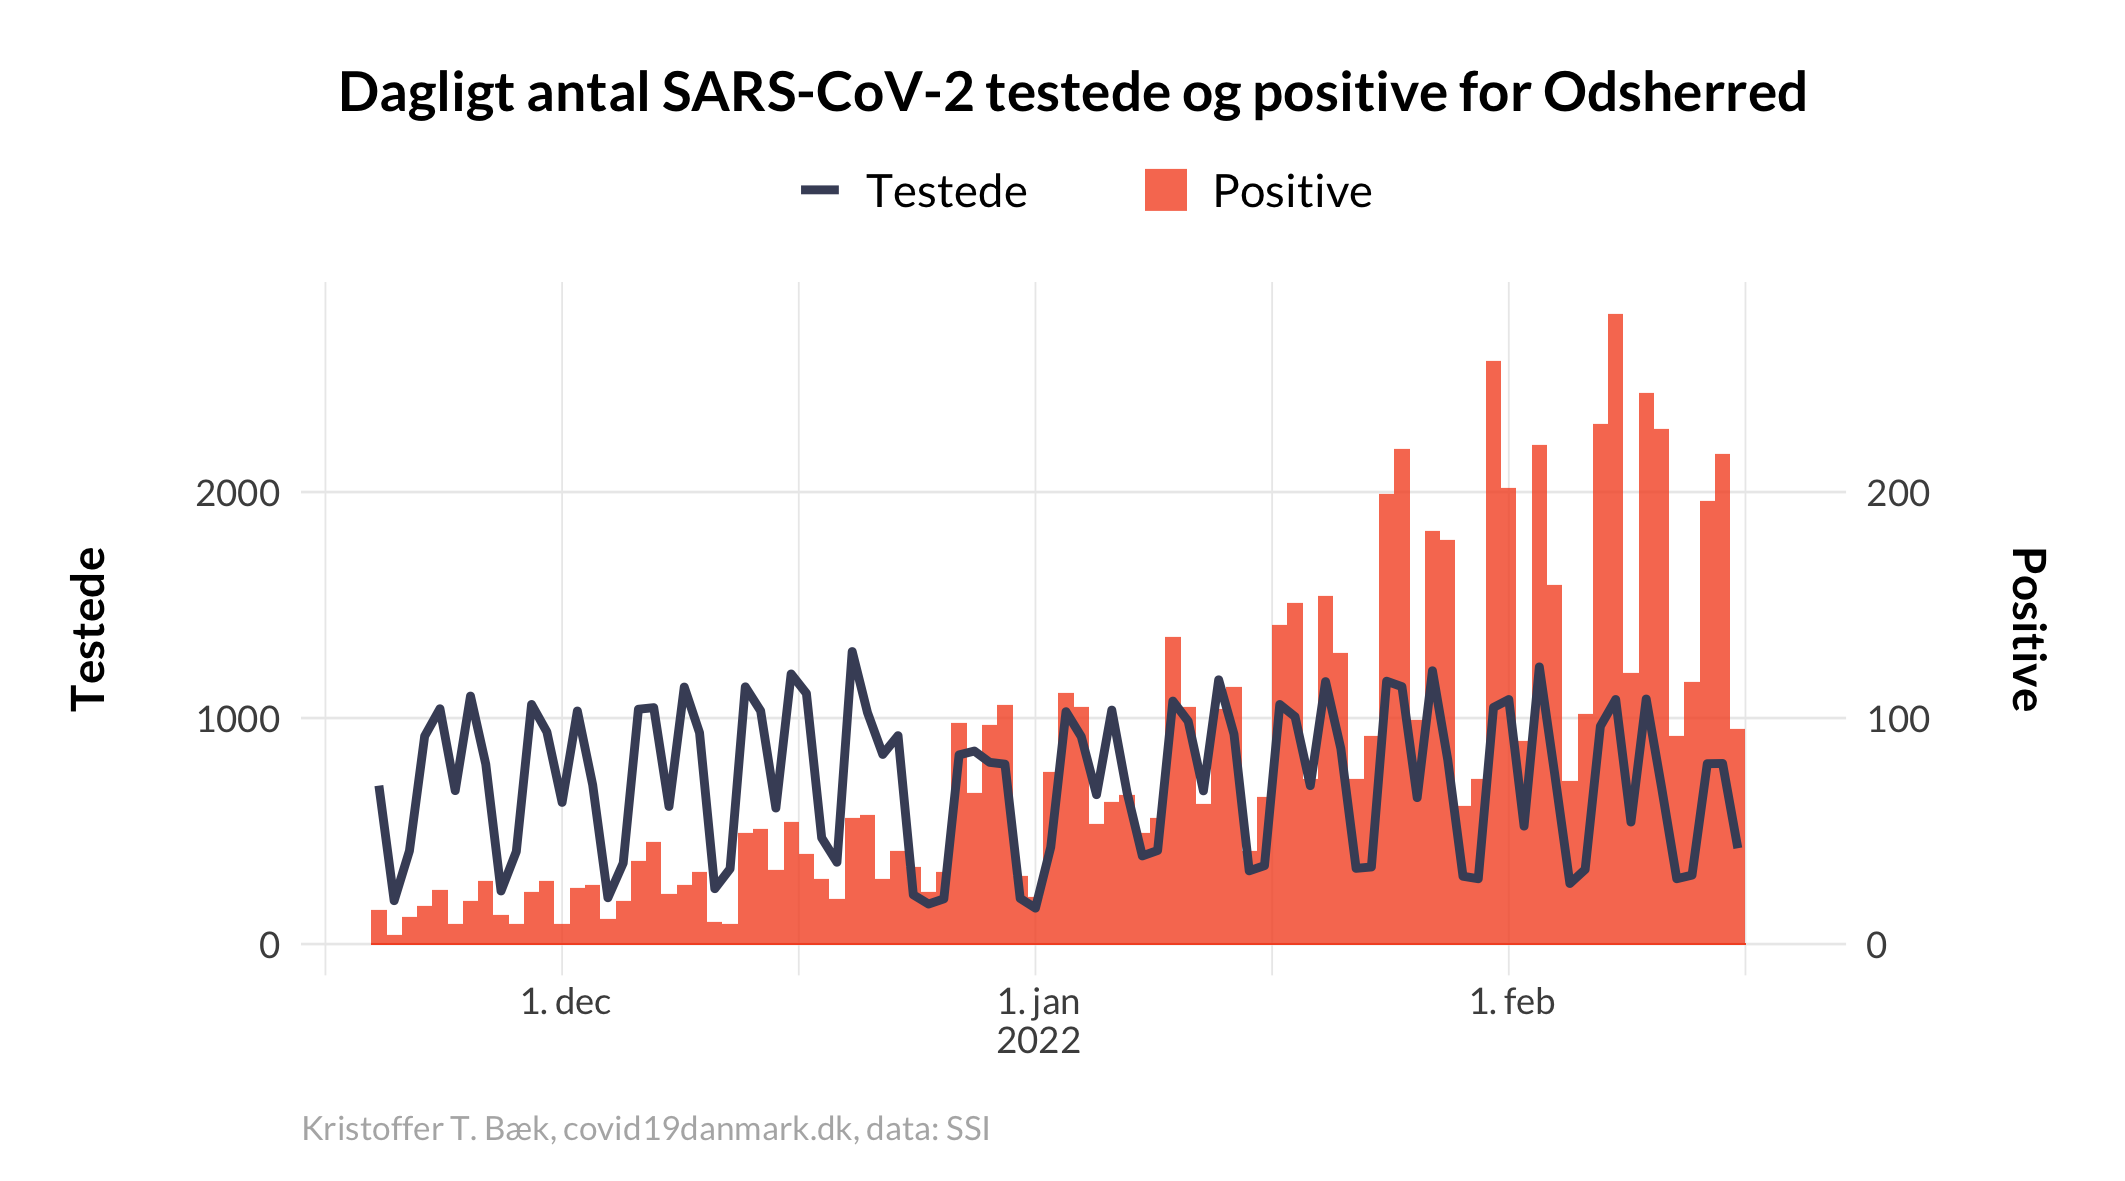 Dagligt antal SARS-CoV-2 testede og positive for Odsherred
Testede
Positive
2000
1000
0
Testede
200
100
0
Positive
1. dec
1. jan
2022
1. feb
Kristoffer T. Bæk, covid19danmark.dk, data: SSI